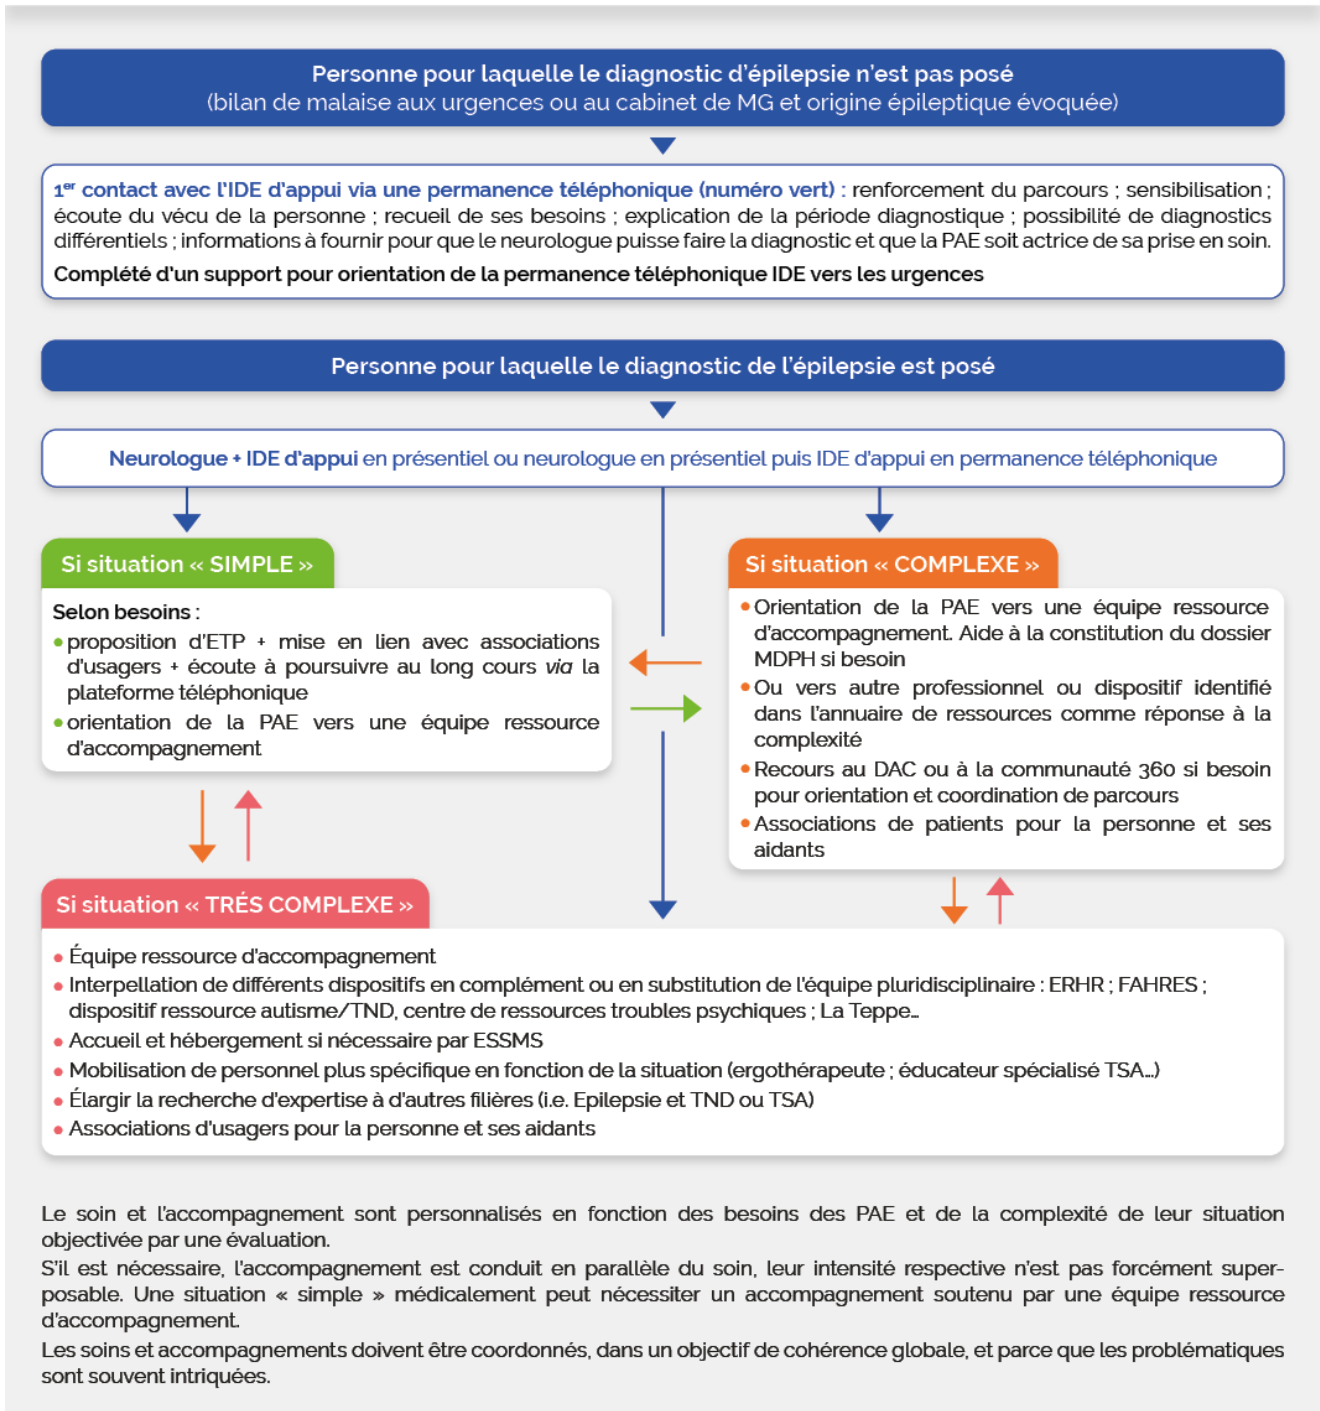 Personne pour laquelle le diagnostic d'épilepsie n'est pas posé
(bilan de malaise aux urgences ou au cabinet de MG et origine épileptique évoquée)
1er contact avec l'IDE d'appui via une permanence téléphonique (numéro vert) : renforcement du parcours ; sensibilisation ;
écoute du vécu de la personne ; recueil de ses besoins ; explication de la période diagnostique ; possibilité de diagnostics
différentiels ; informations à fournir pour que le neurologue puisse faire la diagnostic et que la PAE soit actrice de sa prise en soin.
Complété d'un support pour orientation de la permanence téléphonique IDE vers les urgences
Personne pour laquelle le diagnostic de l'épilepsie est posé
Neurologue + IDE d'appui en présentiel ou neurologue en présentiel puis IDE d'appui en permanence téléphonique
Si situation « SIMPLE »
Selon besoins :
• proposition d'ETP + mise en lien avec associations
d'usagers + écoute à poursuivre au long cours via la
plateforme téléphonique
• orientation de la PAE vers une équipe ressource
d'accompagnement
Si situation « COMPLEXE »
• Orientation de la PAE vers une équipe ressource
d'accompagnement. Aide à la constitution du dossier
MDPH si besoin
• Ou vers autre professionnel ou dispositif identifié
dans l'annuaire de ressources comme réponse à la
complexité
• Recours au DAC ou à la communauté 360 si besoin
pour orientation et coordination de parcours
• Associations de patients pour la personne et ses
aidants
Si situation « TRÉS COMPLEXE »
• Équipe ressource d'accompagnement
• Interpellation de différents dispositifs en complément ou en substitution de l'équipe pluridisciplinaire : ERHR ; FAHRES ;
dispositif ressource autisme/TND, centre de ressources troubles psychiques ; La Teppe…
• Accueil et hébergement si nécessaire par ESSMS
• Mobilisation de personnel plus spécifique en fonction de la situation (ergothérapeute ; éducateur spécialisé TSA…)
• Élargir la recherche d'expertise à d'autres filières (i.e. Epilepsie et TND ou TSA)
• Associations d'usagers pour la personne et ses aidants
Le soin et l'accompagnement sont personnalisés en fonction des besoins des PAE et de la complexité de leur situation
objectivée par une évaluation.
S'il est nécessaire, l'accompagnement est conduit en parallèle du soin, leur intensité respective n'est pas forcément super-
posable. Une situation « simple » médicalement peut nécessiter un accompagnement soutenu par une équipe ressource
d'accompagnement.
Les soins et accompagnements doivent être coordonnés, dans un objectif de cohérence globale, et parce que les problématiques
sont souvent intriquées.